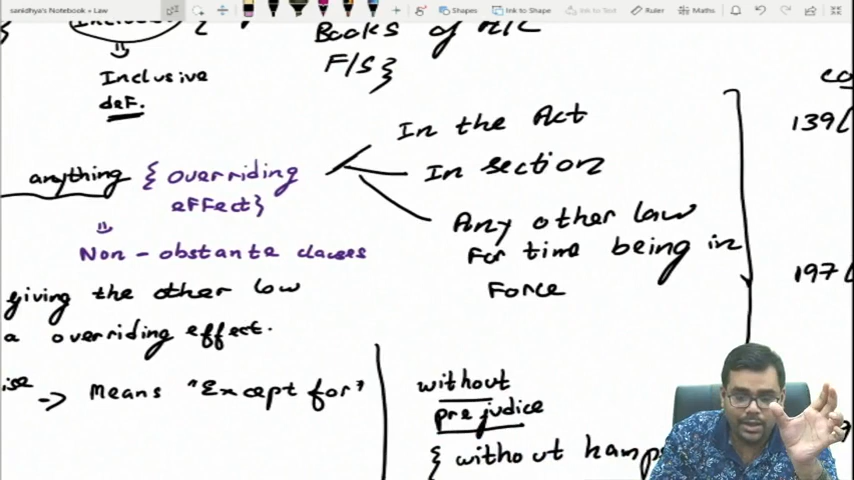 sanidhya's Notebook • Law
Shapes
Ink to Shape
Ink to Text
Ruler
Maths
Books of A/C
F/S}
Inclusive
deF.
anything { overriding
effect}
Non - obstante clauses
giving the other law
a overriding effect.
-> Means "Except for"
In the Act
In section
Any other law
For time being in
Force
without
prejudice
{ without hamp
139(
197(